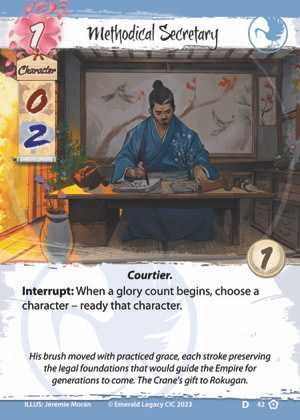 Methodical Secretary
1
Character
0
2
1
Courtier.
Interrupt: When a glory count begins, choose a
character – ready that character.
His brush moved with practiced grace, each stroke preserving
the legal foundations that would guide the Empire for
generations to come. The Crane's gift to Rokugan.
ILLUS: Jérémie Morán © Emerald Legacy CIC 2023 D 42